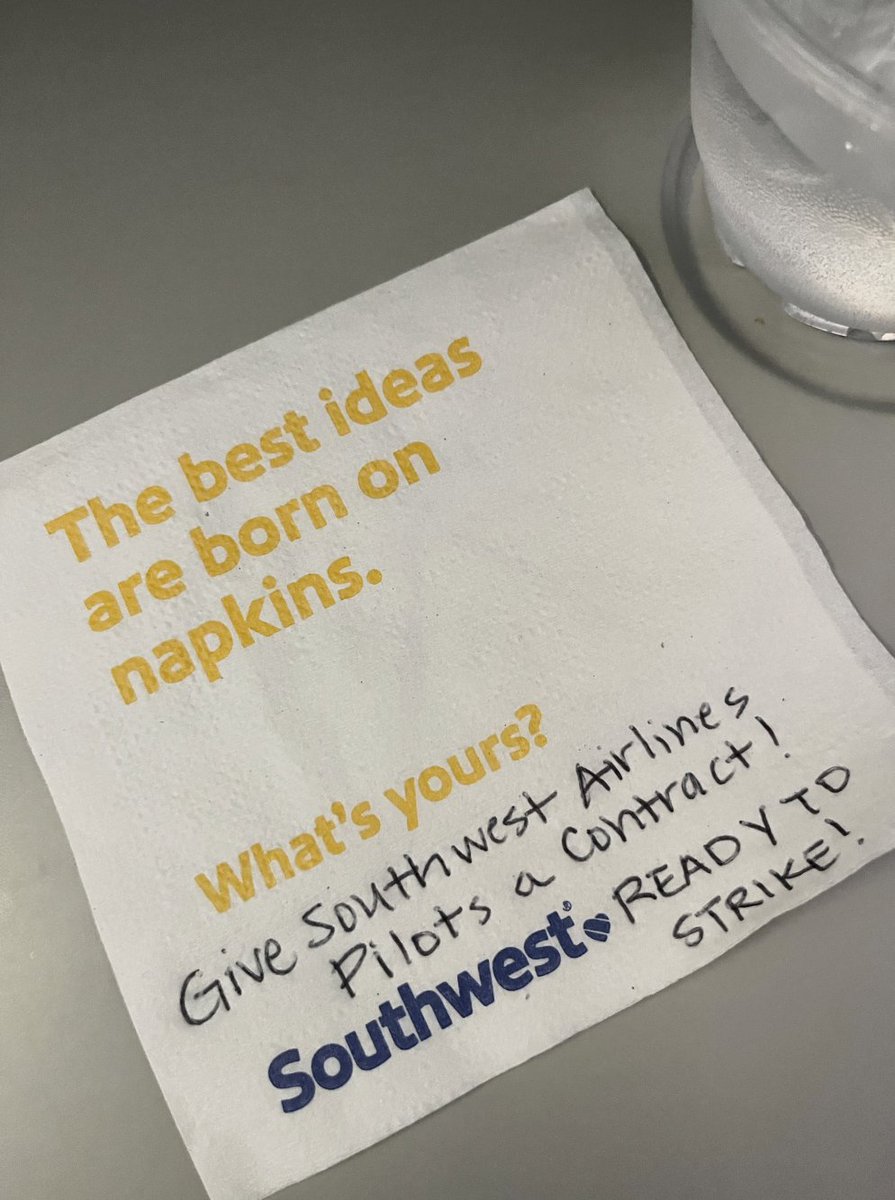 The best ideas
are born on
napkins.
What's yours?
Give Southwest Airlines
Pilots a Contract!
Southwest®
READY TO
STRIKE!